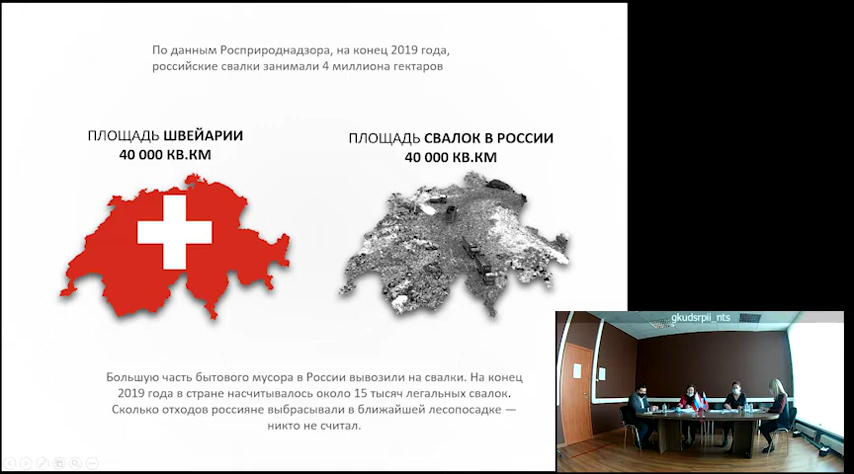 По данным Росприроднадзора, на конец 2019 года,
российские свалки занимали 4 миллиона гектаров
ПЛОЩАДЬ ШВЕЙАРИИ
40 000 КВ.КМ
ПЛОЩАДЬ СВАЛОК В РОССИИ
40 000 КВ.КМ
Большую часть бытового мусора в России вывозили на свалки. На конец
2019 года в стране насчитывалось около 15 тысяч легальных свалок.
Сколько отходов россияне выбрасывали в ближайшей лесопосадке —
никто не считал.
gkudsrpii_nts